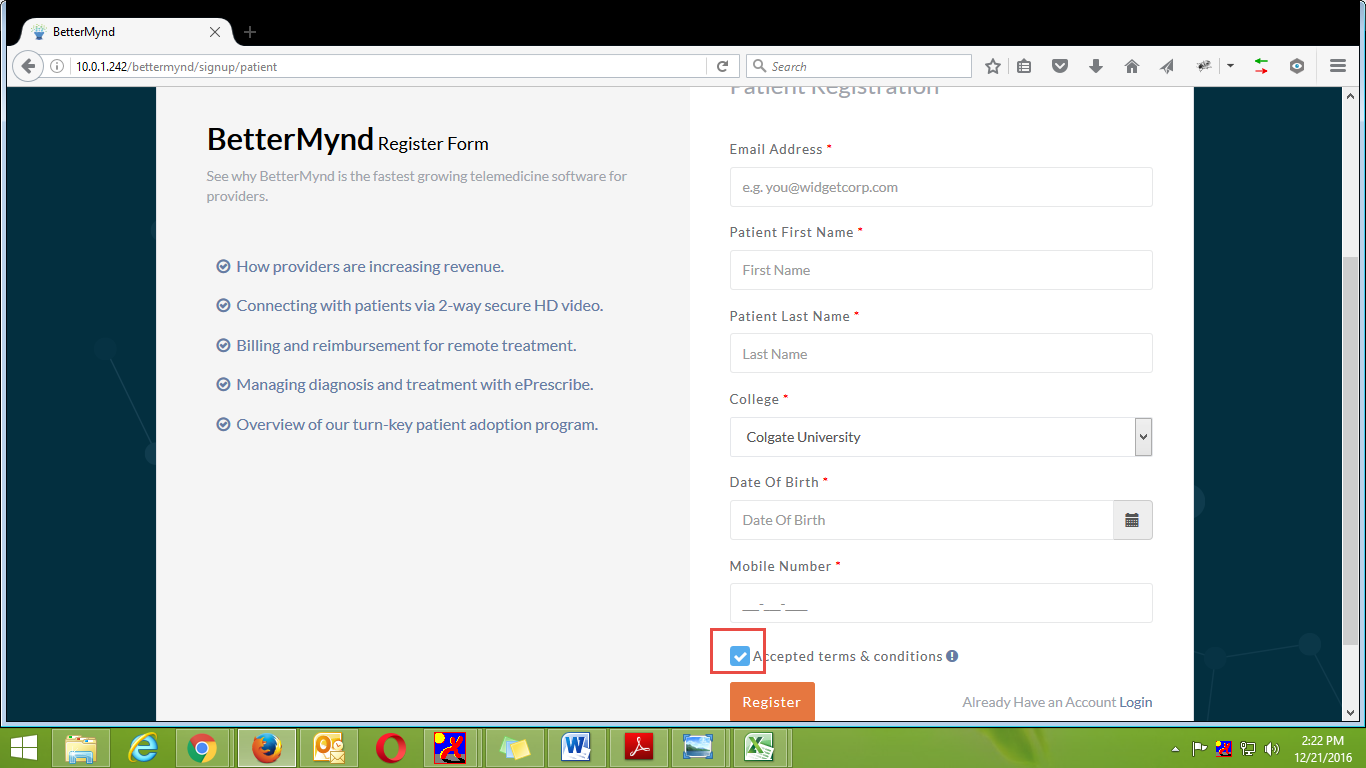 BetterMynd
10.0.1.242/bettermynd/signup/patient
Search
Patient Registration
BetterMynd Register Form
See why BetterMynd is the fastest growing telemedicine software for
providers.
How providers are increasing revenue.
Connecting with patients via 2-way secure HD video.
Billing and reimbursement for remote treatment.
Managing diagnosis and treatment with ePrescribe.
Overview of our turn-key patient adoption program.
Email Address *
e.g. you@widgetcorp.com
Patient First Name *
First Name
Patient Last Name *
Last Name
College *
Colgate University
Date Of Birth *
Date Of Birth
Mobile Number *
___-___-____
Accepted terms & conditions
Register
Already Have an Account Login
2:22 PM
12/21/2016